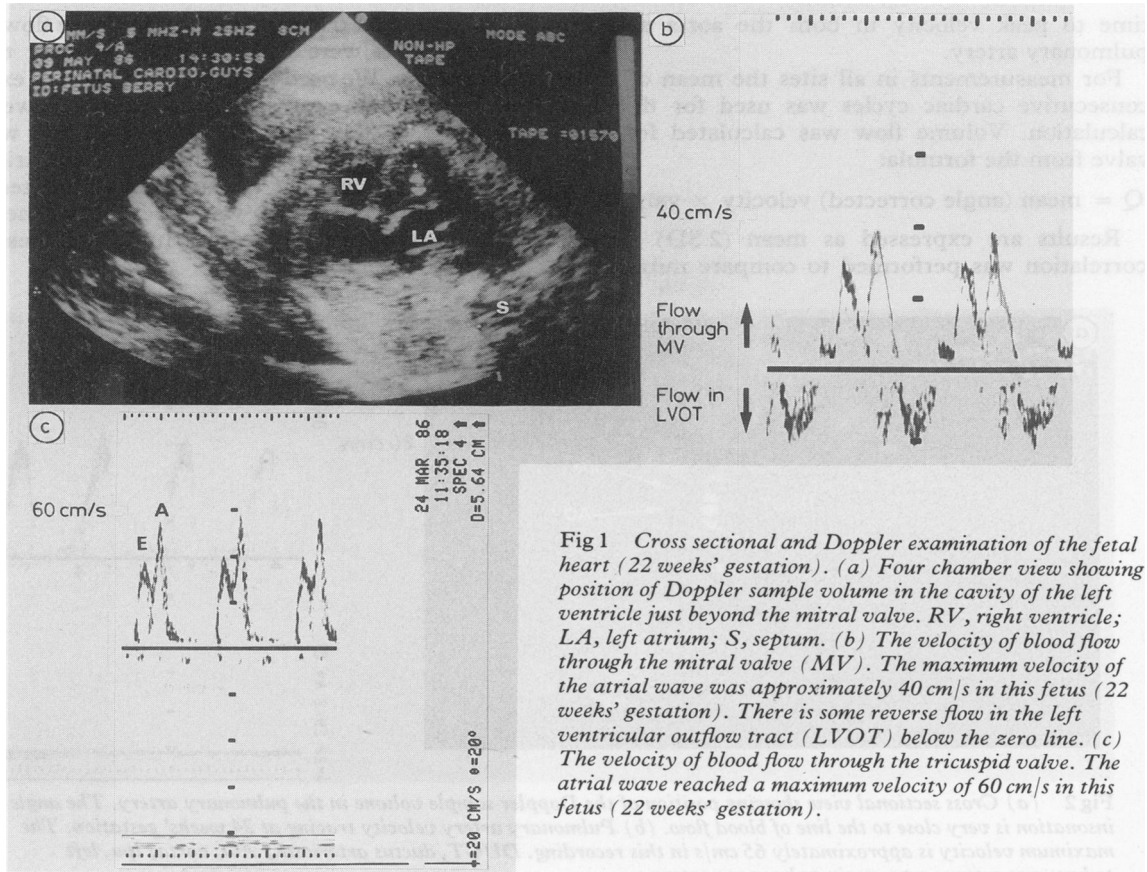 a
MM/S 5 MHZ-M 25HZ 8CM
PROC 4/A
09 MAY 86 14:30:58
PERINATAL CARDIO-GUYS
ID:FETUS BERRY
NON-HP
TAPE
MODE ABC
TAPE =01570
RV
LA
S
b
40 cm/s
Flow
through
MV
Flow in
LVOT
c
60 cm/s
A
E
24 MAR 86
11:35:18
SPEC 4
D=5.64 CM
=20 CM/S θ=20°
Fig 1 Cross sectional and Doppler examination of the fetal
heart (22 weeks' gestation). (a) Four chamber view showing
position of Doppler sample volume in the cavity of the left
ventricle just beyond the mitral valve. RV, right ventricle;
LA, left atrium; S, septum. (b) The velocity of blood flow
through the mitral valve (MV). The maximum velocity of
the atrial wave was approximately 40 cm/s in this fetus (22
weeks' gestation). There is some reverse flow in the left
ventricular outflow tract (LVOT) below the zero line. (c)
The velocity of blood flow through the tricuspid valve. The
atrial wave reached a maximum velocity of 60 cm/s in this
fetus (22 weeks' gestation).